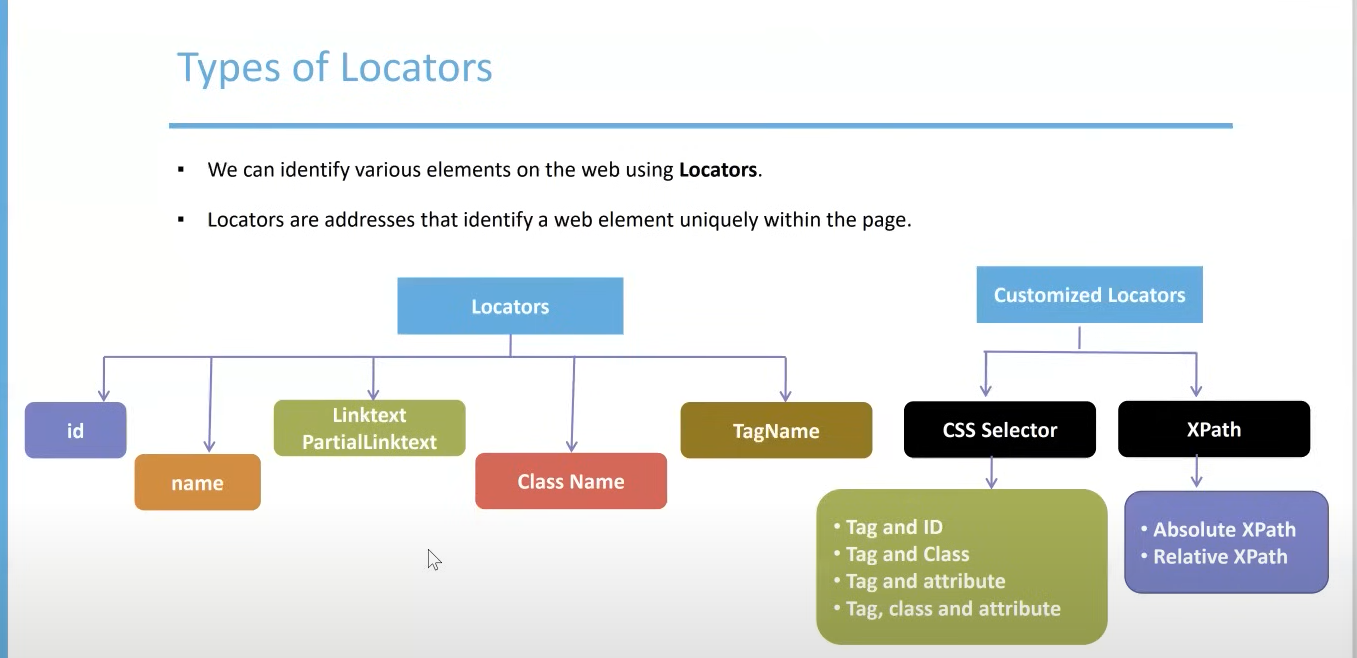 Types of Locators
▪ We can identify various elements on the web using Locators.
▪ Locators are addresses that identify a web element uniquely within the page.
Locators
Customized Locators
id
name
Linktext
PartialLinktext
Class Name
TagName
CSS Selector
XPath
• Tag and ID
• Tag and Class
• Tag and attribute
• Tag, class and attribute
• Absolute XPath
• Relative XPath